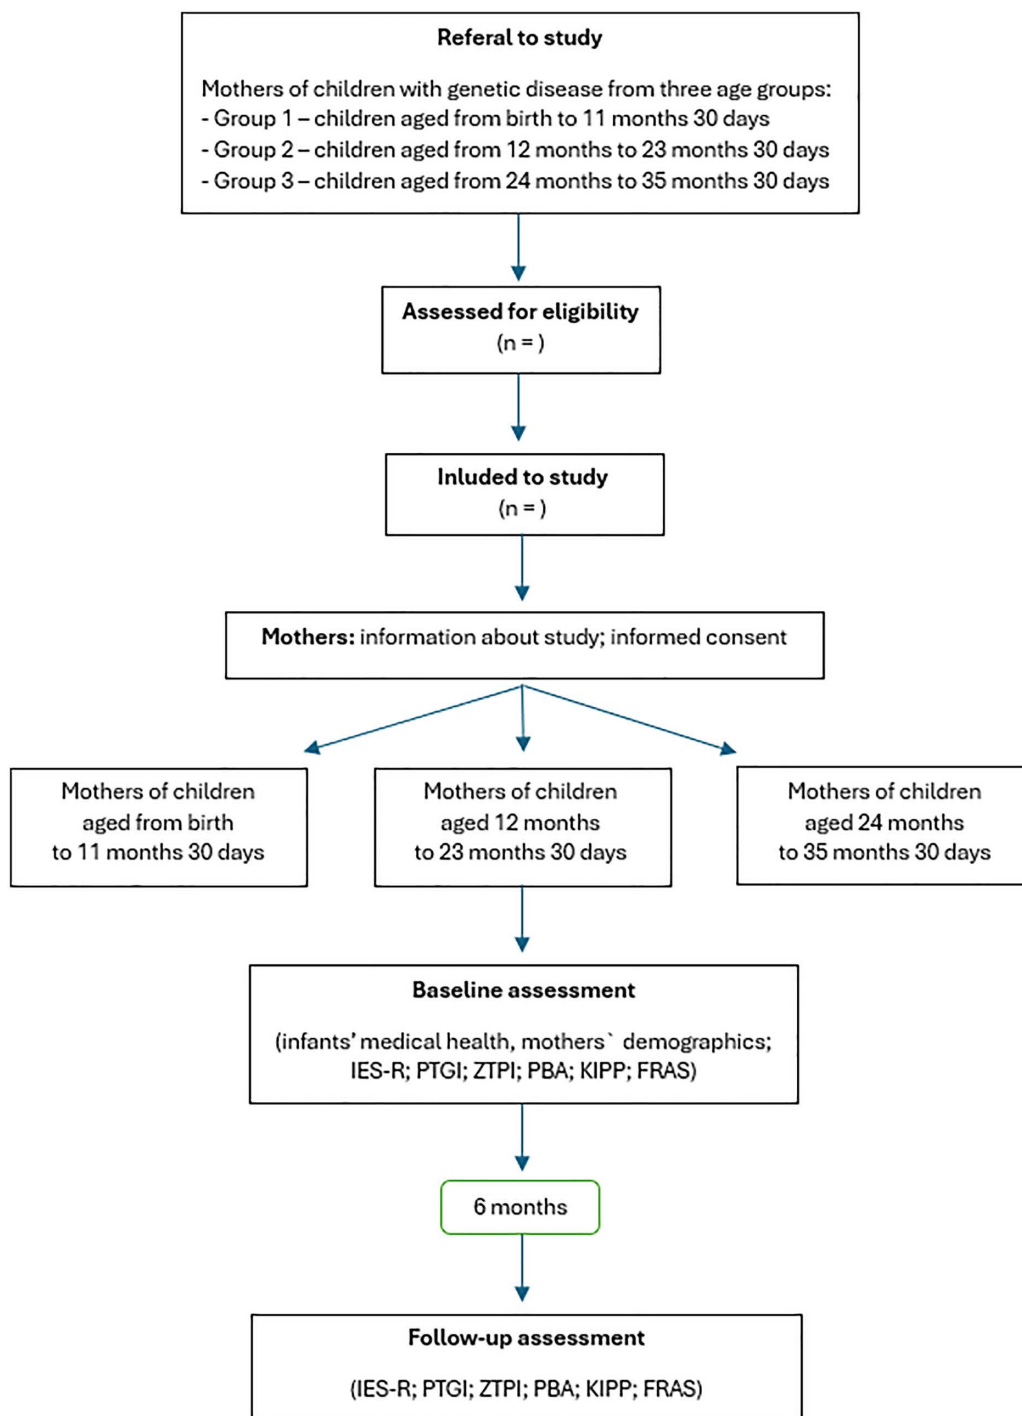 Referal to study
Mothers of children with genetic disease from three age groups:
- Group 1 – children aged from birth to 11 months 30 days
- Group 2 – children aged from 12 months to 23 months 30 days
- Group 3 – children aged from 24 months to 35 months 30 days
Assessed for eligibility
(n = )
Inluded to study
(n = )
Mothers: information about study; informed consent
Mothers of children
aged from birth
to 11 months 30 days
Mothers of children
aged 12 months
to 23 months 30 days
Mothers of children
aged 24 months
to 35 months 30 days
Baseline assessment
(infants’ medical health, mothers` demographics;
IES-R; PTGI; ZTPI; PBA; KIPP; FRAS)
6 months
Follow-up assessment
(IES-R; PTGI; ZTPI; PBA; KIPP; FRAS)